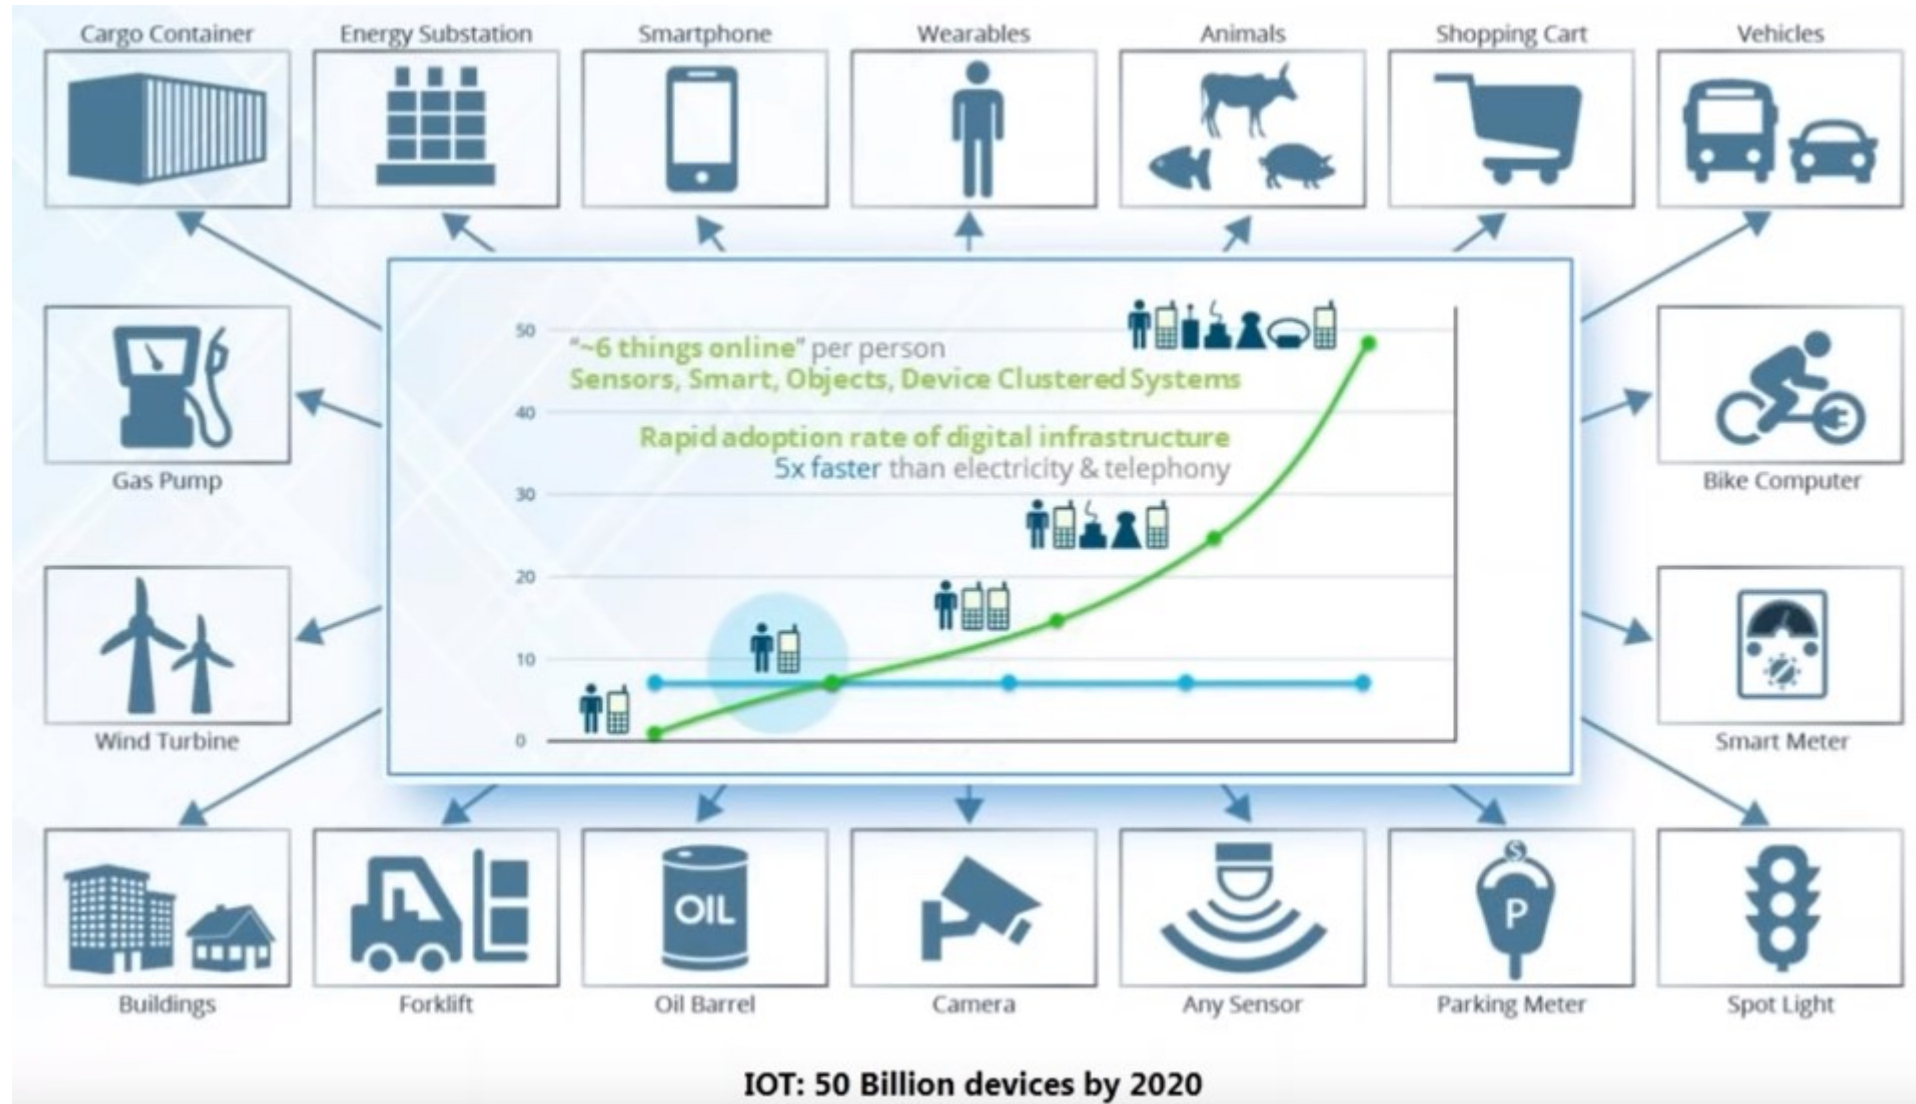 Cargo Container
Energy Substation
Smartphone
Wearables
Animals
Shopping Cart
Vehicles
50
"~6 things online" per person
Sensors, Smart, Objects, Device Clustered Systems
40
Rapid adoption rate of digital infrastructure
5x faster than electricity & telephony
30
20
10
0
Gas Pump
Bike Computer
Wind Turbine
Smart Meter
OIL
$
P
Buildings
Forklift
Oil Barrel
Camera
Any Sensor
Parking Meter
Spot Light
IOT: 50 Billion devices by 2020